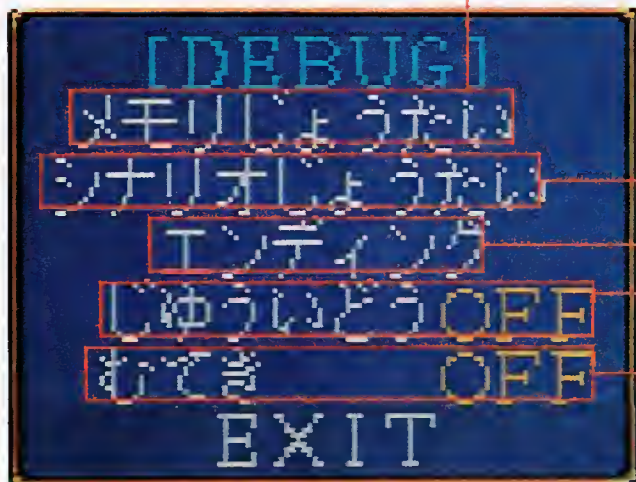 [DEBUG]
メモリじょうたい
シナリオじょうたい
エンディング
じゆういどう OFF
むてき OFF
EXIT